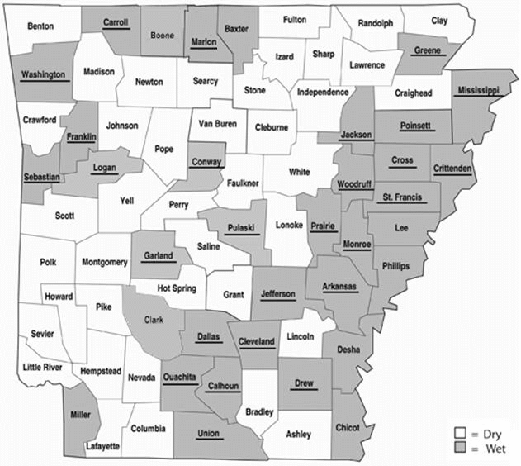 Benton
Carroll
Boone
Marion
Baxter
Fulton
Randolph
Clay
Washington
Madison
Newton
Searcy
Stone
Izard
Sharp
Lawrence
Greene
Independence
Craighead
Mississippi
Crawford
Franklin
Johnson
Pope
Van Buren
Cleburne
Jackson
Poinsett
Sebastian
Logan
Conway
Faulkner
White
Woodruff
Cross
Crittenden
St. Francis
Scott
Yell
Perry
Pulaski
Lonoke
Prairie
Monroe
Lee
Phillips
Polk
Montgomery
Garland
Saline
Hot Spring
Grant
Jefferson
Arkansas
Howard
Pike
Clark
Dallas
Cleveland
Lincoln
Desha
Sevier
Little River
Hempstead
Nevada
Ouachita
Calhoun
Bradley
Drew
Miller
Lafayette
Columbia
Union
Ashley
Chicot
= Dry
= Wet